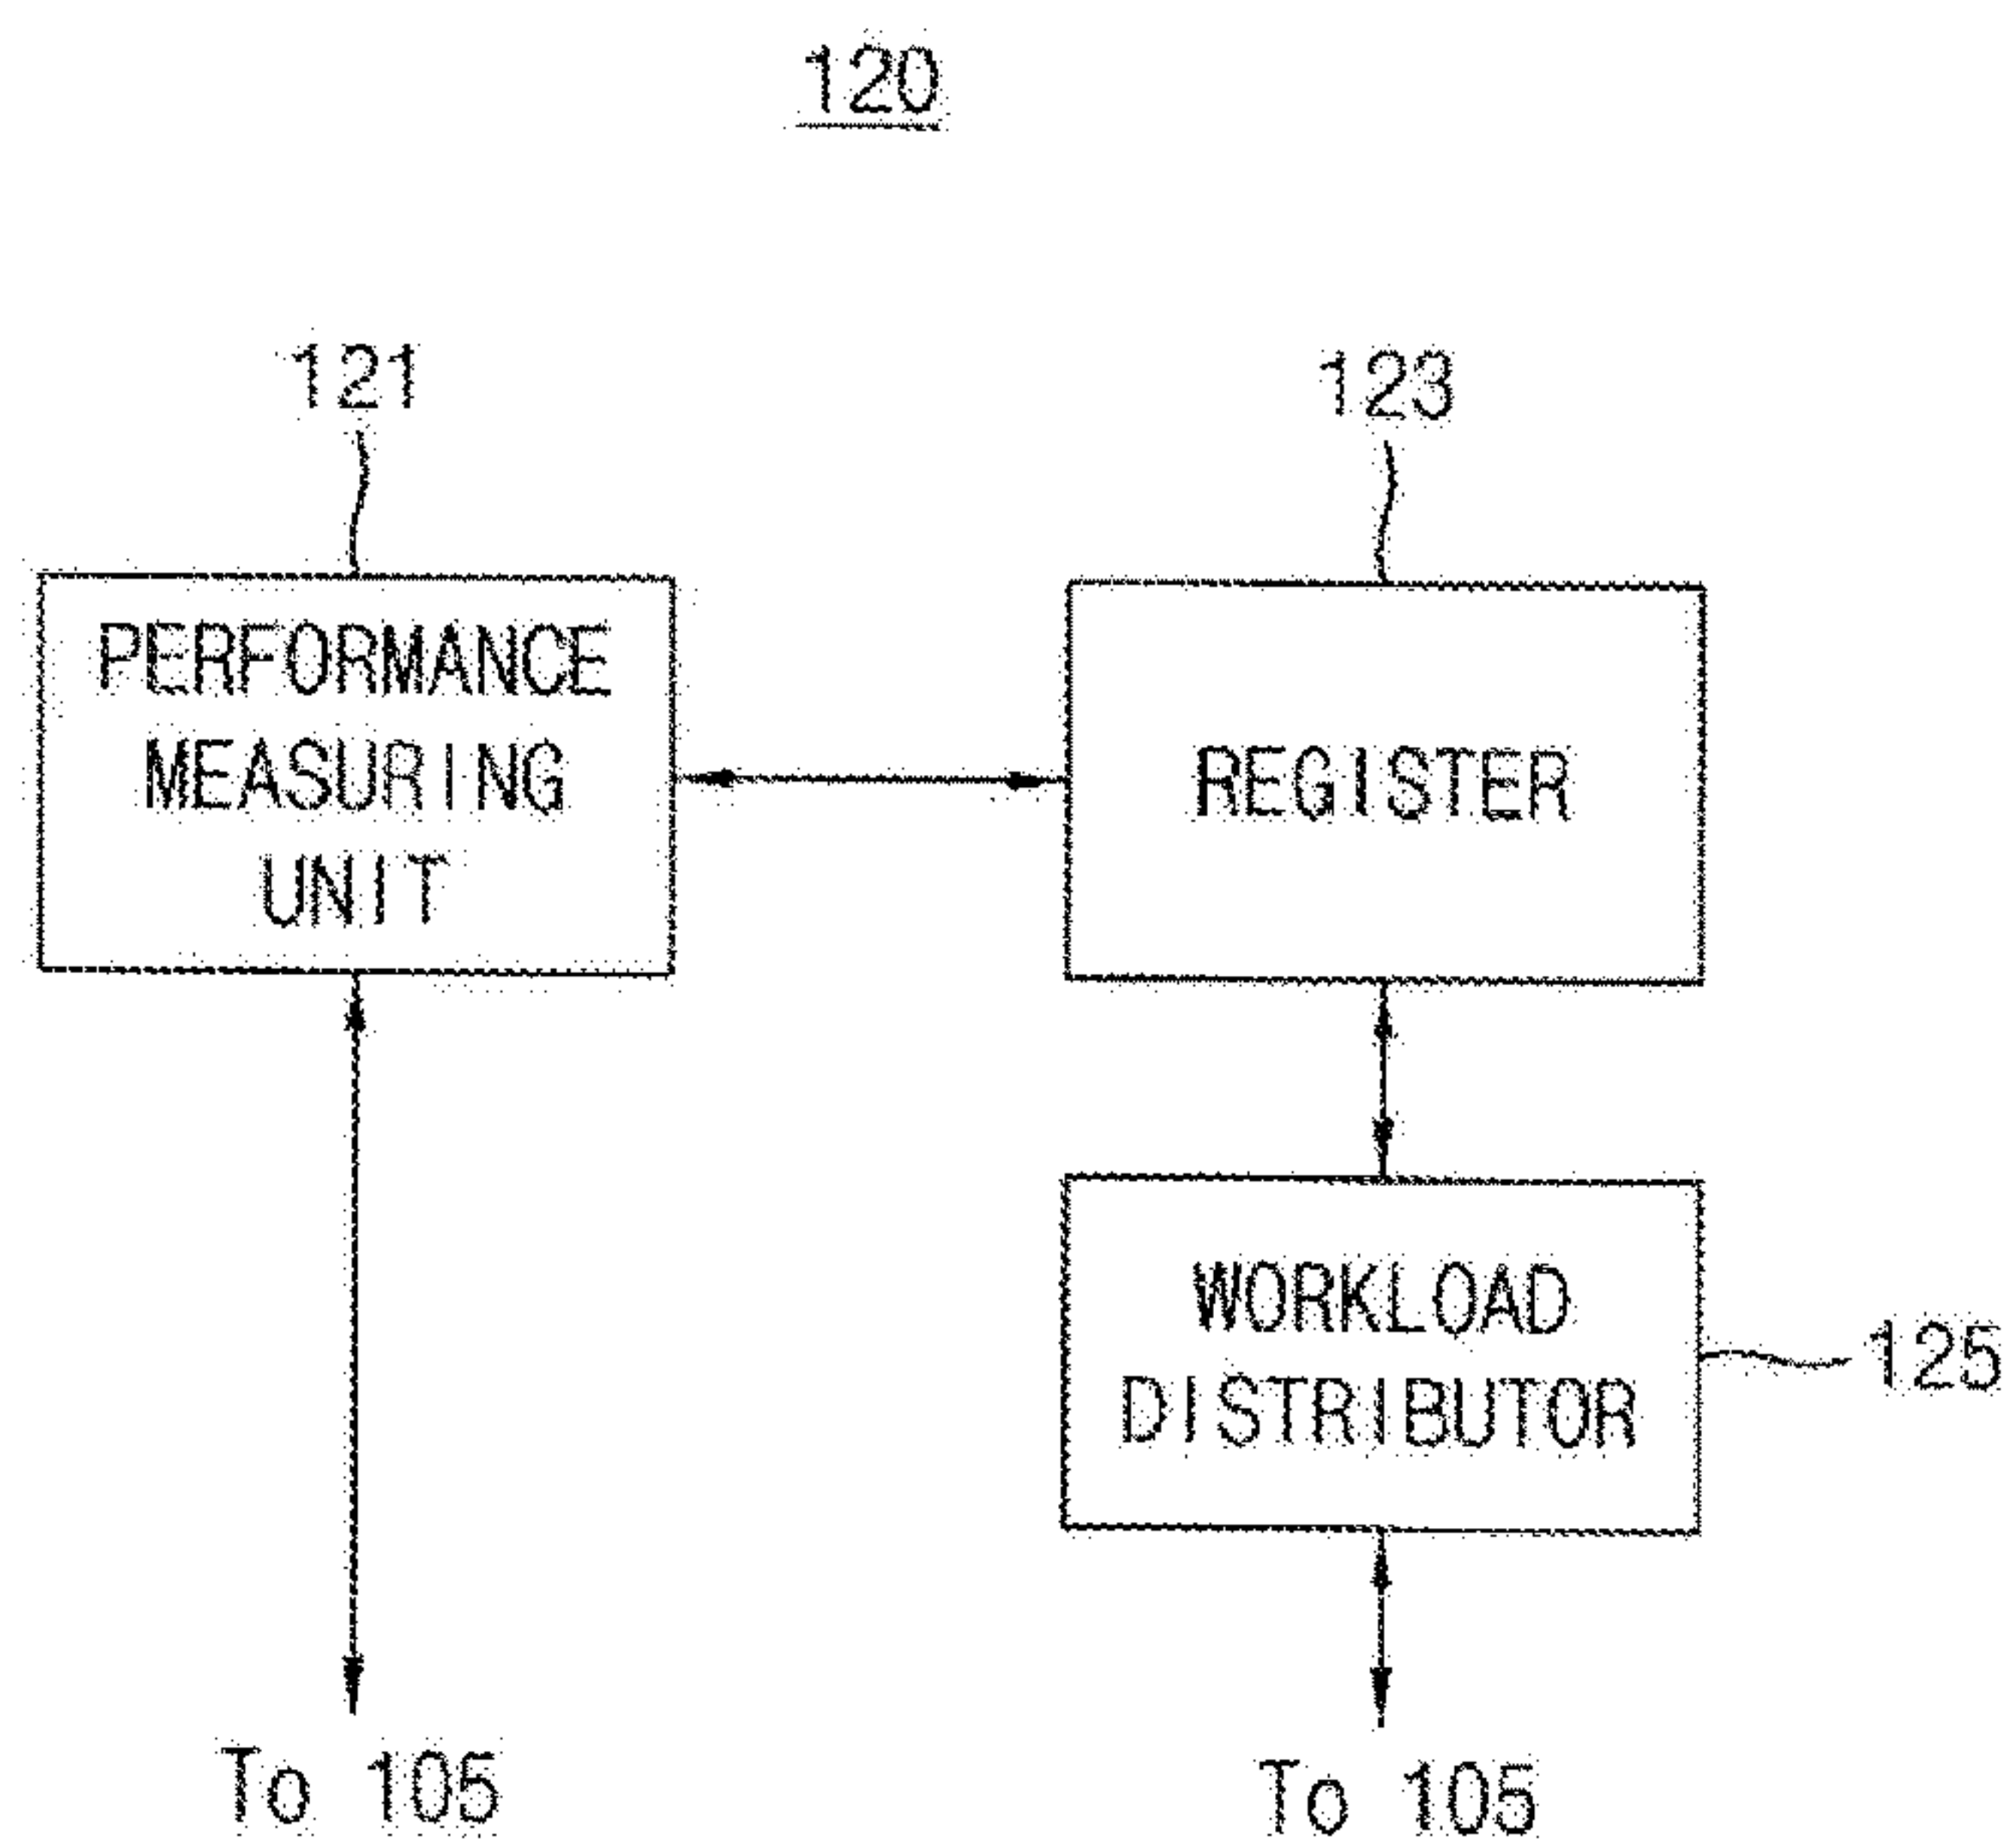 120
121
123
PERFORMANCE
MEASURING
UNIT
REGISTER
WORKLOAD
DISTRIBUTOR
125
To 105
To 105